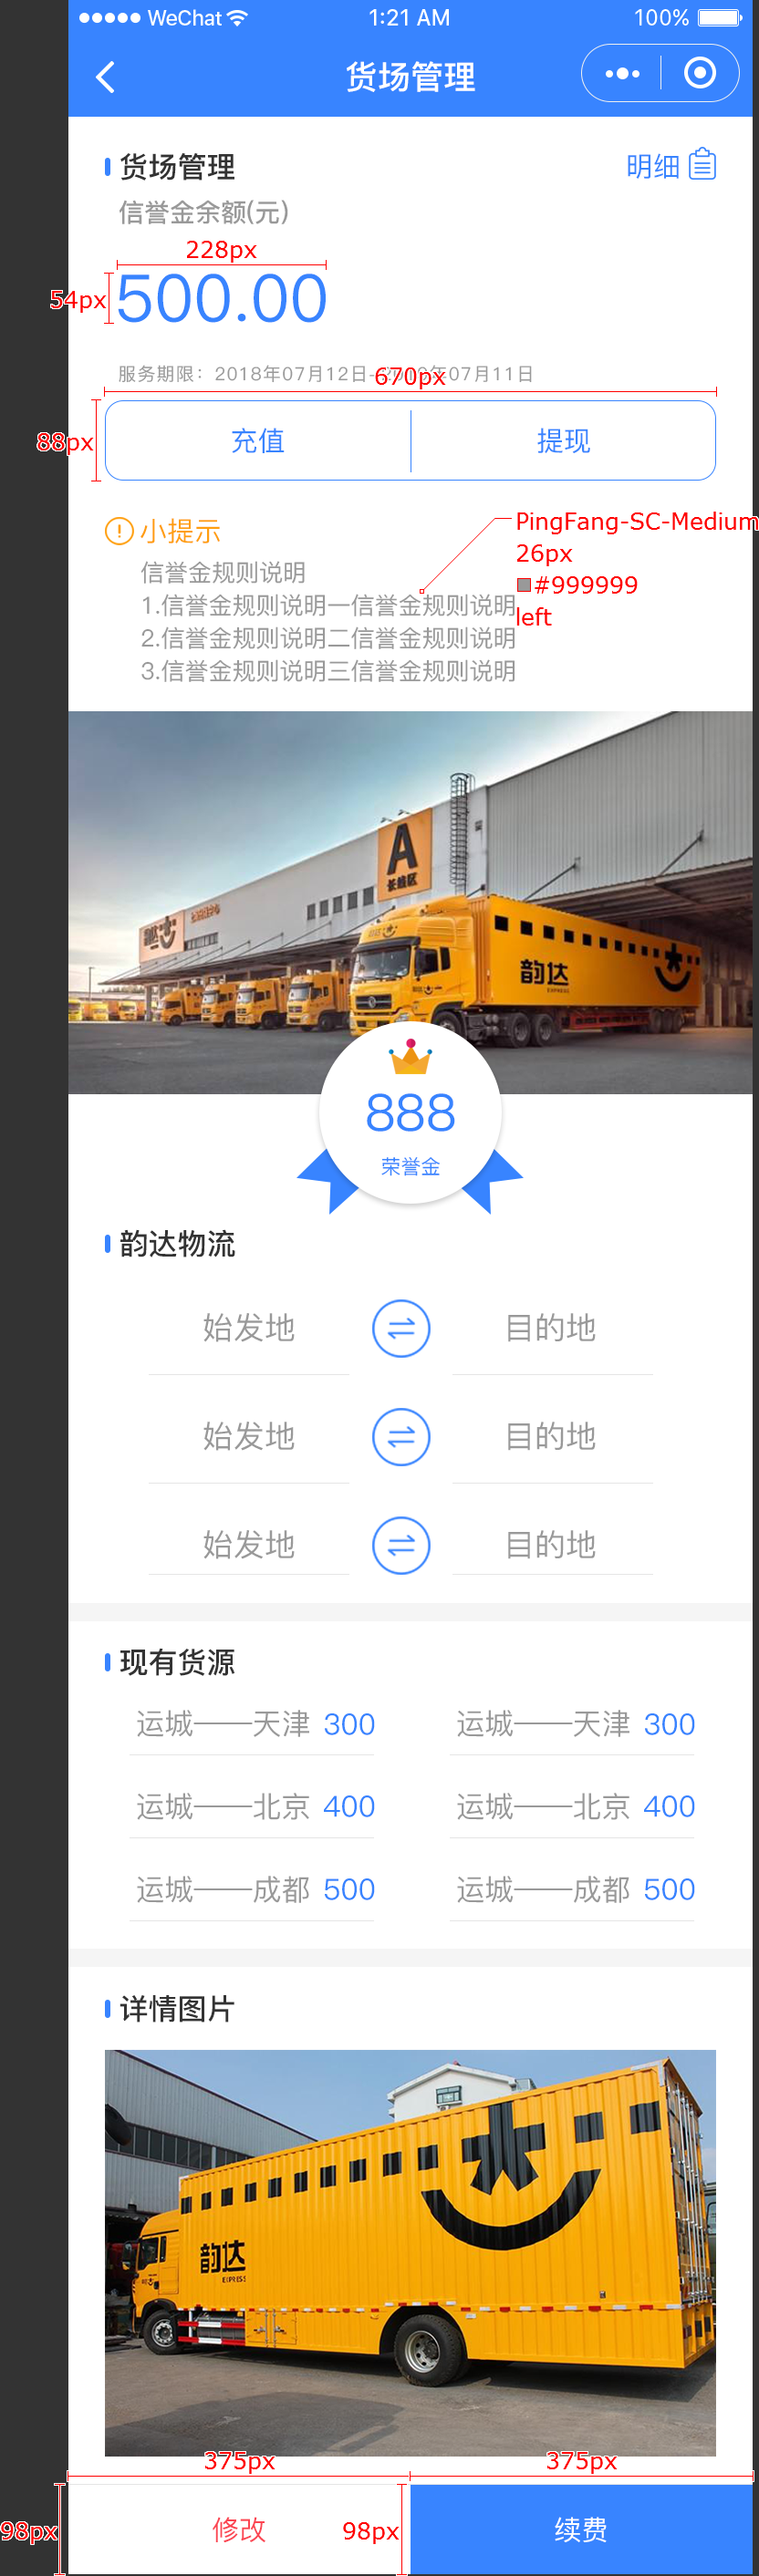 WeChat 1:21 AM 100%
货场管理
货场管理 明细
信誉金余额(元)
228px
54px
500.00
服务期限：2018年07月12日- 年07月11日
670px
88px
充值 提现
小提示
信誉金规则说明
1.信誉金规则说明一信誉金规则说明
2.信誉金规则说明二信誉金规则说明
3.信誉金规则说明三信誉金规则说明
PingFang-SC-Medium
26px
#999999
left
A
韵达
韵达
EXPRESS
888
荣誉金
韵达物流
始发地 目的地
始发地 目的地
始发地 目的地
现有货源
运城——天津 300 运城——天津 300
运城——北京 400 运城——北京 400
运城——成都 500 运城——成都 500
详情图片
韵达
EXPRESS
375px 375px
98px 修改 98px 续费